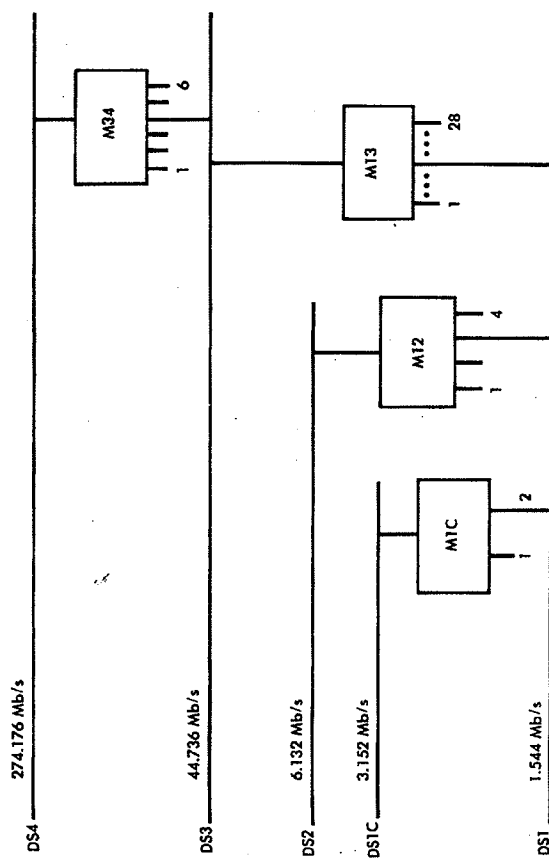 DS4 274.176 Mb/s
M34
1 6
DS3 44.736 Mb/s
M13
1 •••• •••• 28
DS2 6.132 Mb/s
M12
1 4
DS1C 3.152 Mb/s
M1C
1 2
DS1 1.544 Mb/s